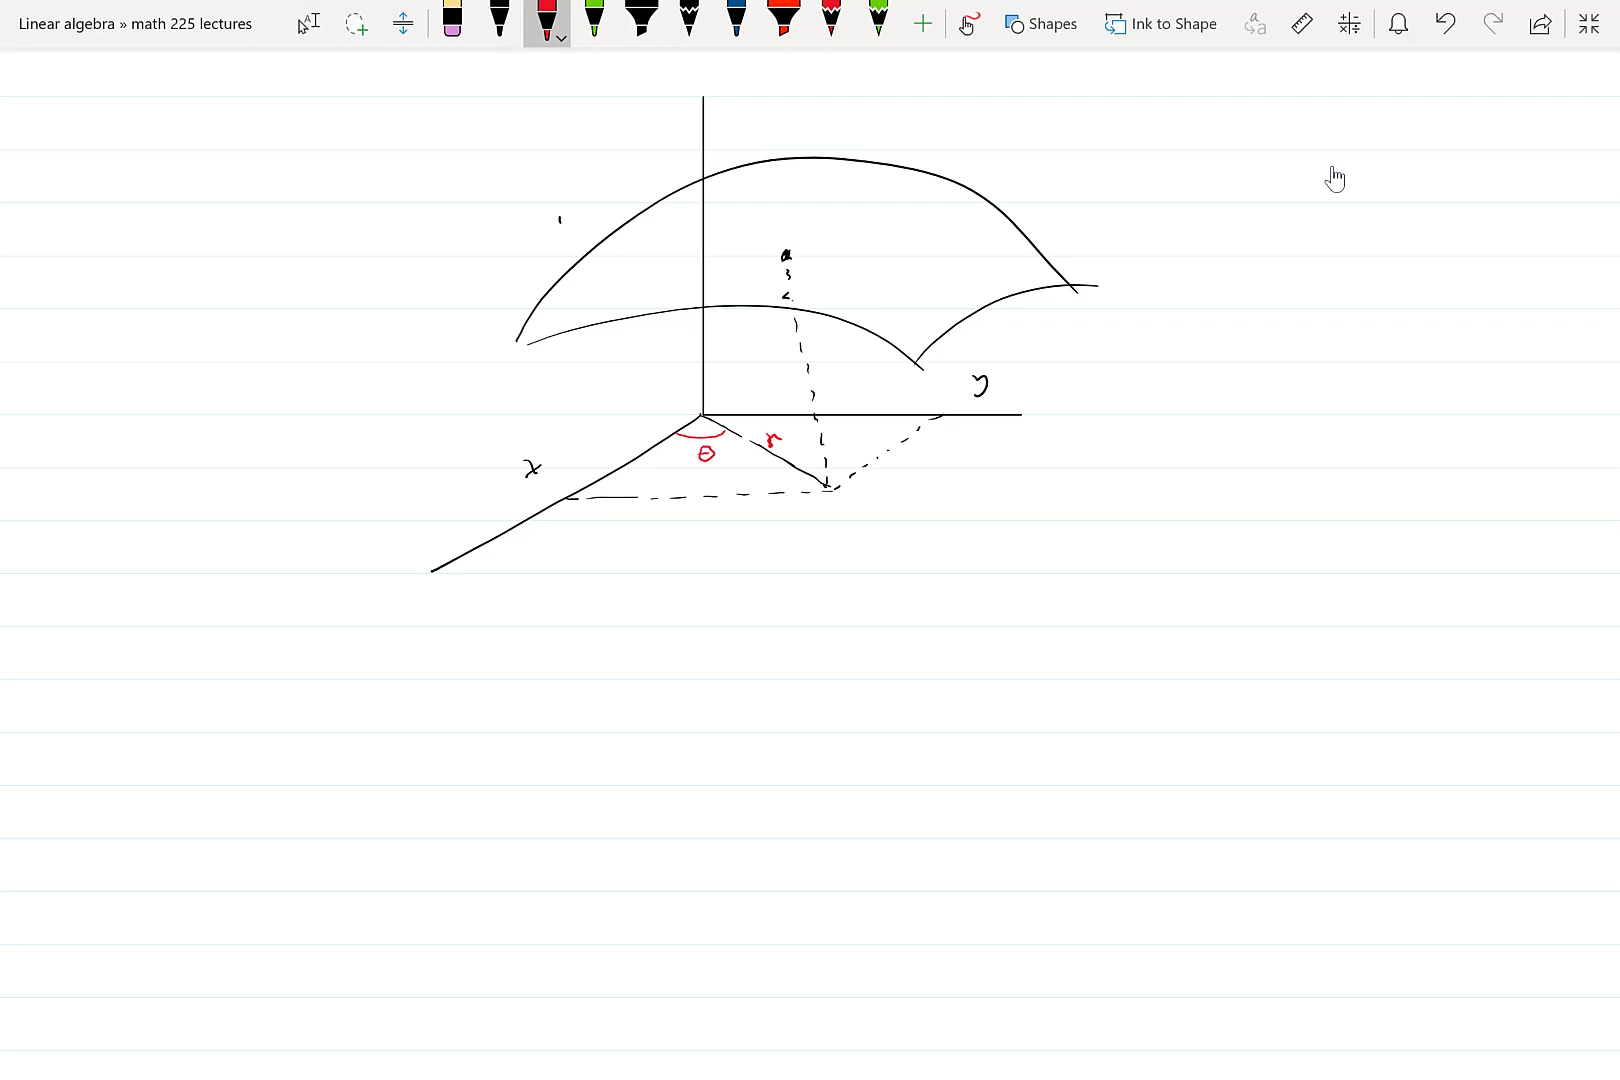 Linear algebra » math 225 lectures
Shapes
Ink to Shape
y
r
θ
x